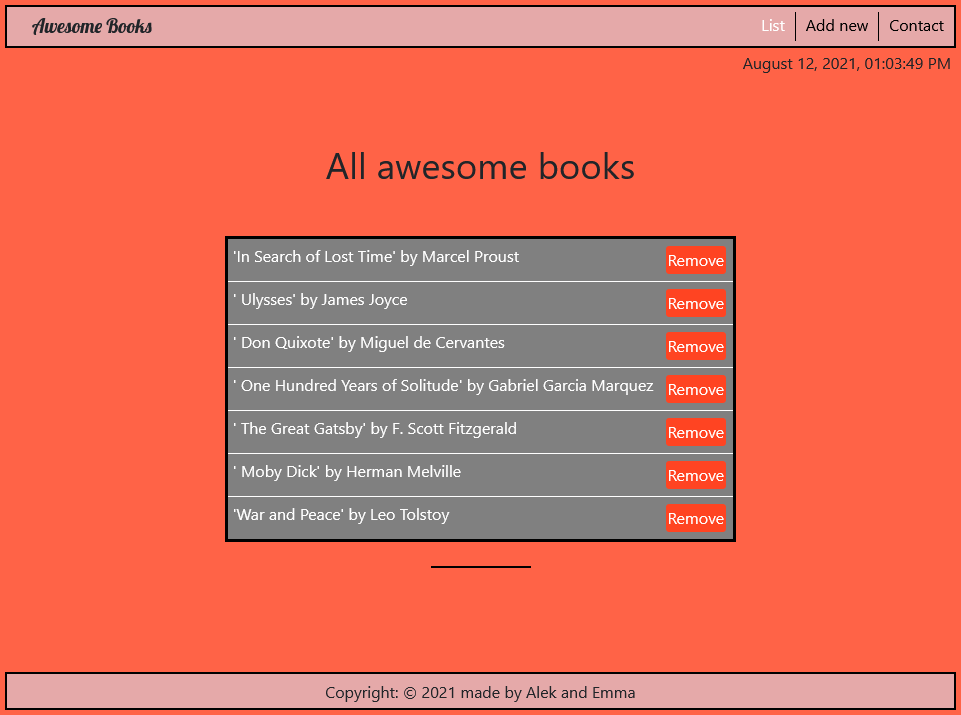 Awesome Books
List
Add new
Contact
August 12, 2021, 01:03:49 PM
All awesome books
'In Search of Lost Time' by Marcel Proust Remove
' Ulysses' by James Joyce Remove
' Don Quixote' by Miguel de Cervantes Remove
' One Hundred Years of Solitude' by Gabriel Garcia Marquez Remove
' The Great Gatsby' by F. Scott Fitzgerald Remove
' Moby Dick' by Herman Melville Remove
'War and Peace' by Leo Tolstoy Remove
Copyright: © 2021 made by Alek and Emma